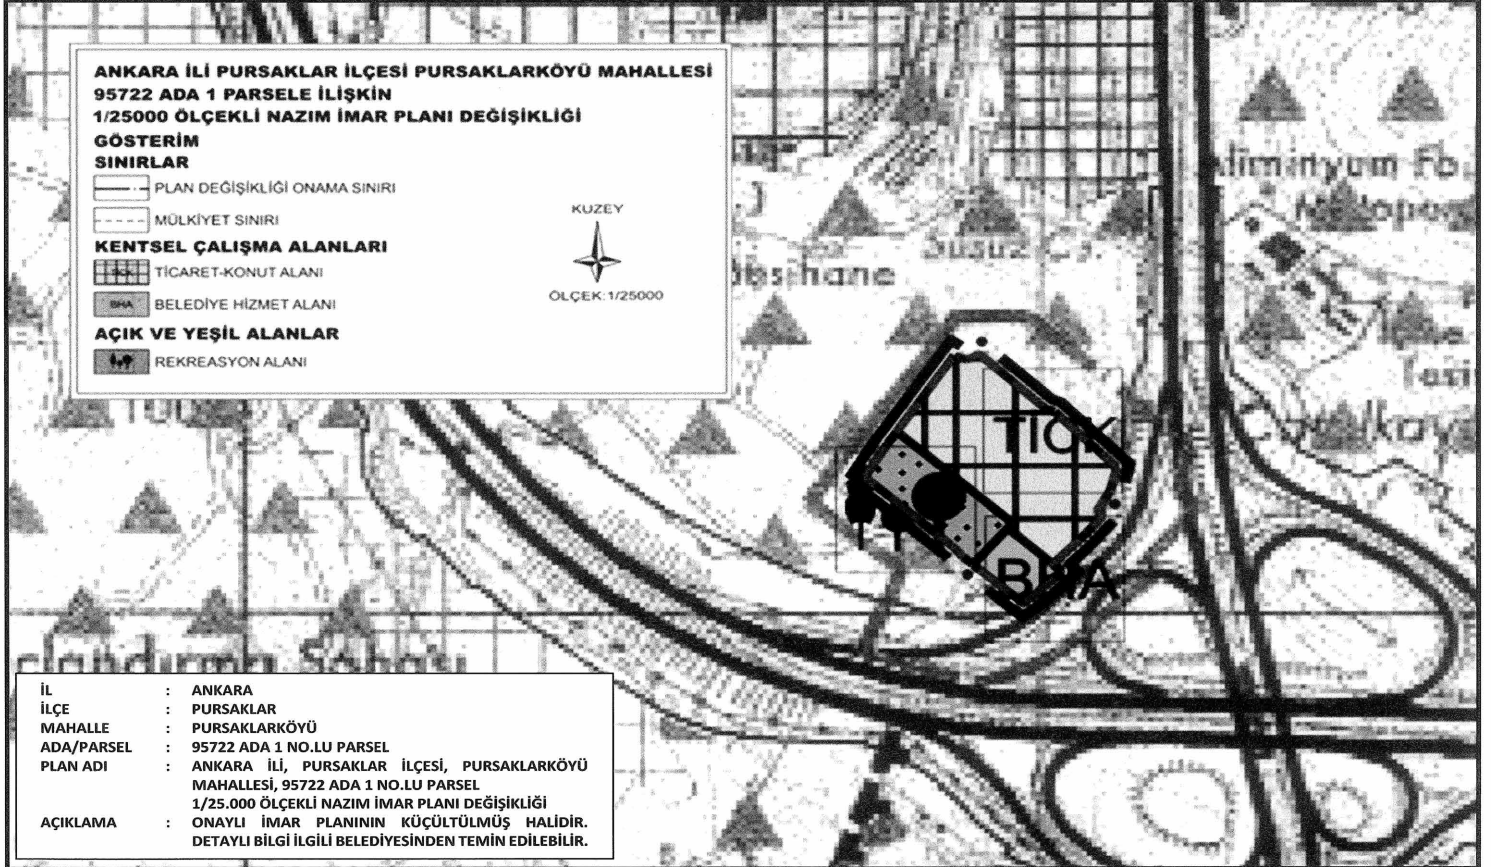 ANKARA İLİ PURSAKLAR İLÇESİ PURSAKLARKÖYÜ MAHALLESİ
95722 ADA 1 PARSELE İLİŞKİN
1/25000 ÖLÇEKLİ NAZIM İMAR PLANI DEĞİŞİKLİĞİ
GÖSTERİM
SINIRLAR
PLAN DEĞİŞİKLİĞİ ONAMA SINIRI
MÜLKİYET SINIRI
KENTSEL ÇALIŞMA ALANLARI
TİCARET-KONUT ALANI
BHA BELEDİYE HİZMET ALANI
AÇIK VE YEŞİL ALANLAR
REKREASYON ALANI
KUZEY
ÖLÇEK:1/25000
TICK
BHA
İL : ANKARA
İLÇE : PURSAKLAR
MAHALLE : PURSAKLARKÖYÜ
ADA/PARSEL : 95722 ADA 1 NO.LU PARSEL
PLAN ADI : ANKARA İLİ, PURSAKLAR İLÇESİ, PURSAKLARKÖYÜ
MAHALLESİ, 95722 ADA 1 NO.LU PARSEL
1/25.000 ÖLÇEKLİ NAZIM İMAR PLANI DEĞİŞİKLİĞİ
AÇIKLAMA : ONAYLI İMAR PLANININ KÜÇÜLTÜLMÜŞ HALİDİR.
DETAYLI BİLGİ İLGİLİ BELEDİYESİNDEN TEMİN EDİLEBİLİR.